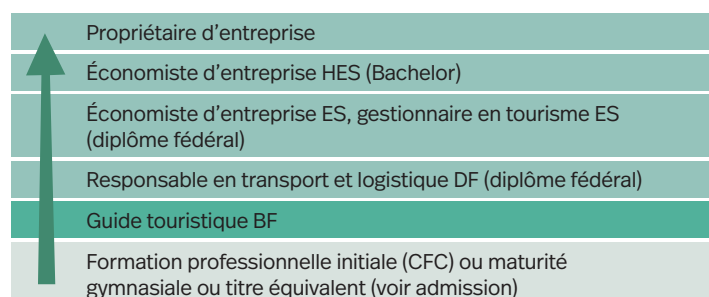 Propriétaire d’entreprise
Économiste d’entreprise HES (Bachelor)
Économiste d’entreprise ES, gestionnaire en tourisme ES
(diplôme fédéral)
Responsable en transport et logistique DF (diplôme fédéral)
Guide touristique BF
Formation professionnelle initiale (CFC) ou maturité
gymnasiale ou titre équivalent (voir admission)